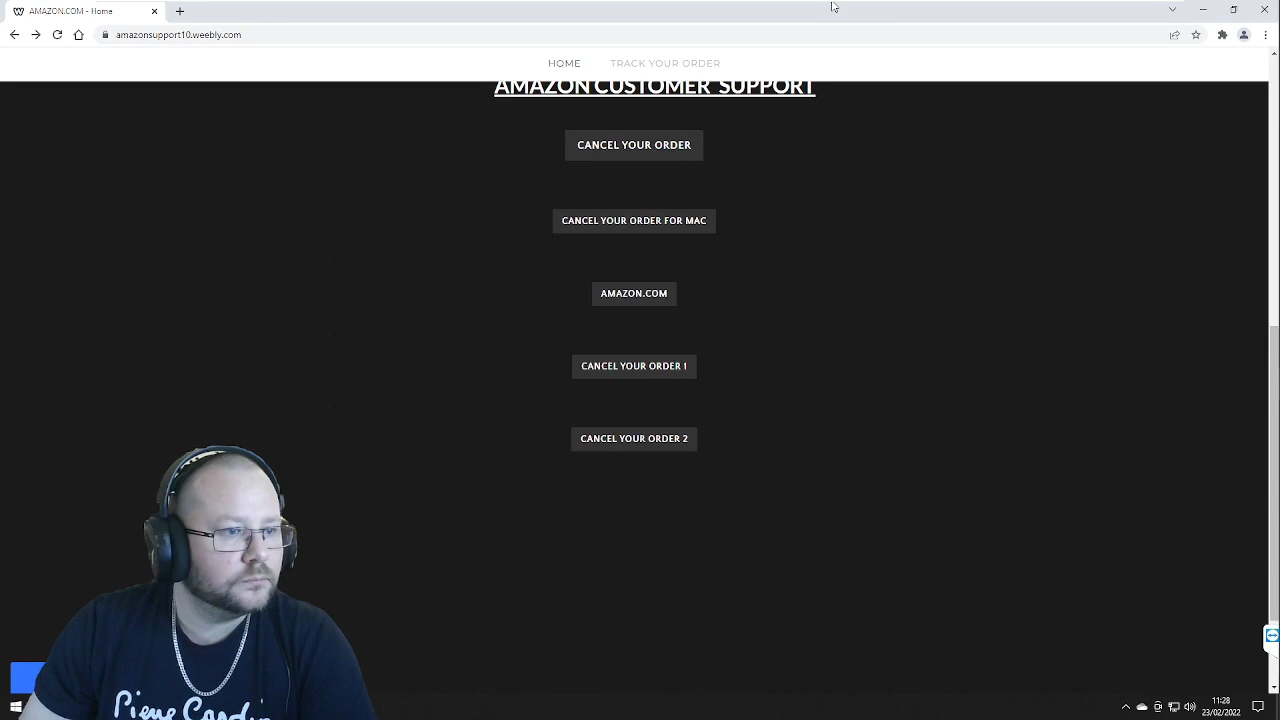 AMAZON.COM - Home
amazonsupport10.weebly.com
HOME
TRACK YOUR ORDER
AMAZON CUSTOMER SUPPORT
CANCEL YOUR ORDER
CANCEL YOUR ORDER FOR MAC
AMAZON.COM
CANCEL YOUR ORDER 1
CANCEL YOUR ORDER 2
Pierre Cardin
11:28
23/02/2022